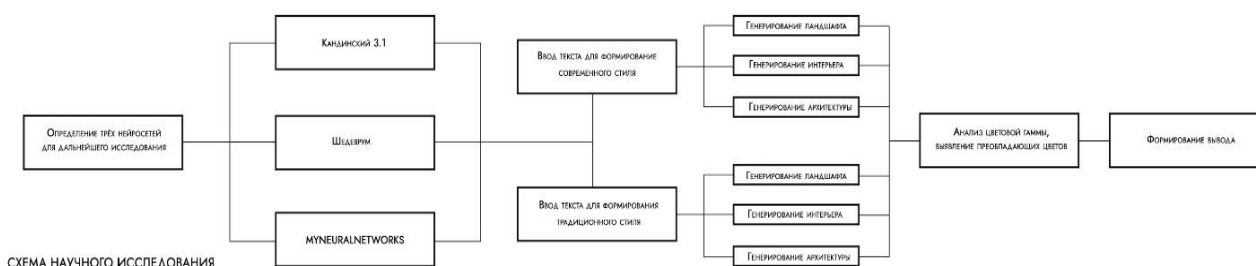 Определение трёх нейросетей
для дальнейшего исследования
Кандинский 3.1
Шедеврум
MYNEURALNETWORKS
Ввод текста для формирование
современного стиля
Ввод текста для формирования
традиционного стиля
Генерирование ландшафта
Генерирование интерьера
Генерирование архитектуры
Генерирование ландшафта
Генерирование интерьера
Генерирование архитектуры
Анализ цветовой гаммы,
выявление преобладающих цветов
Формирование вывода
СХЕМА НАУЧНОГО ИССЛЕДОВАНИЯ